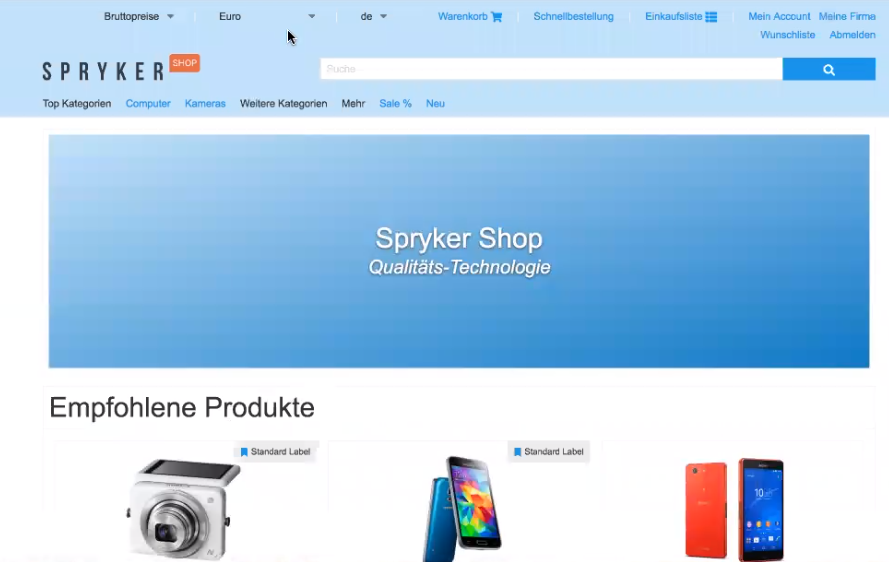 Bruttopreise Euro de Warenkorb Schnellbestellung Einkaufsliste Mein Account Meine Firma
Wunschliste Abmelden
SPRYKER SHOP
Top Kategorien Computer Kameras Weitere Kategorien Mehr Sale % Neu
Spryker Shop
Qualitäts-Technologie
Empfohlene Produkte
Standard Label Standard Label